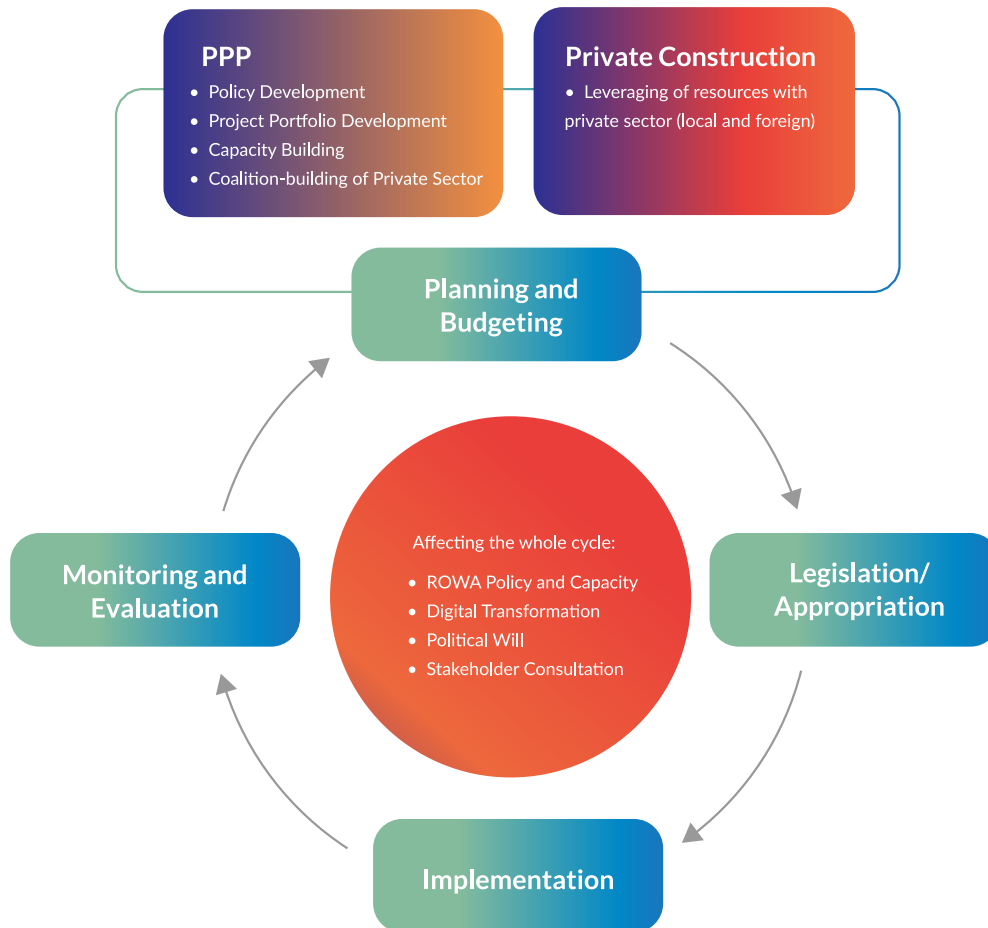 PPP
• Policy Development
• Project Portfolio Development
• Capacity Building
• Coalition-building of Private Sector
Private Construction
• Leveraging of resources with
private sector (local and foreign)
Planning and
Budgeting
Legislation/
Appropriation
Implementation
Monitoring and
Evaluation
Affecting the whole cycle:
• ROWA Policy and Capacity
• Digital Transformation
• Political Will
• Stakeholder Consultation